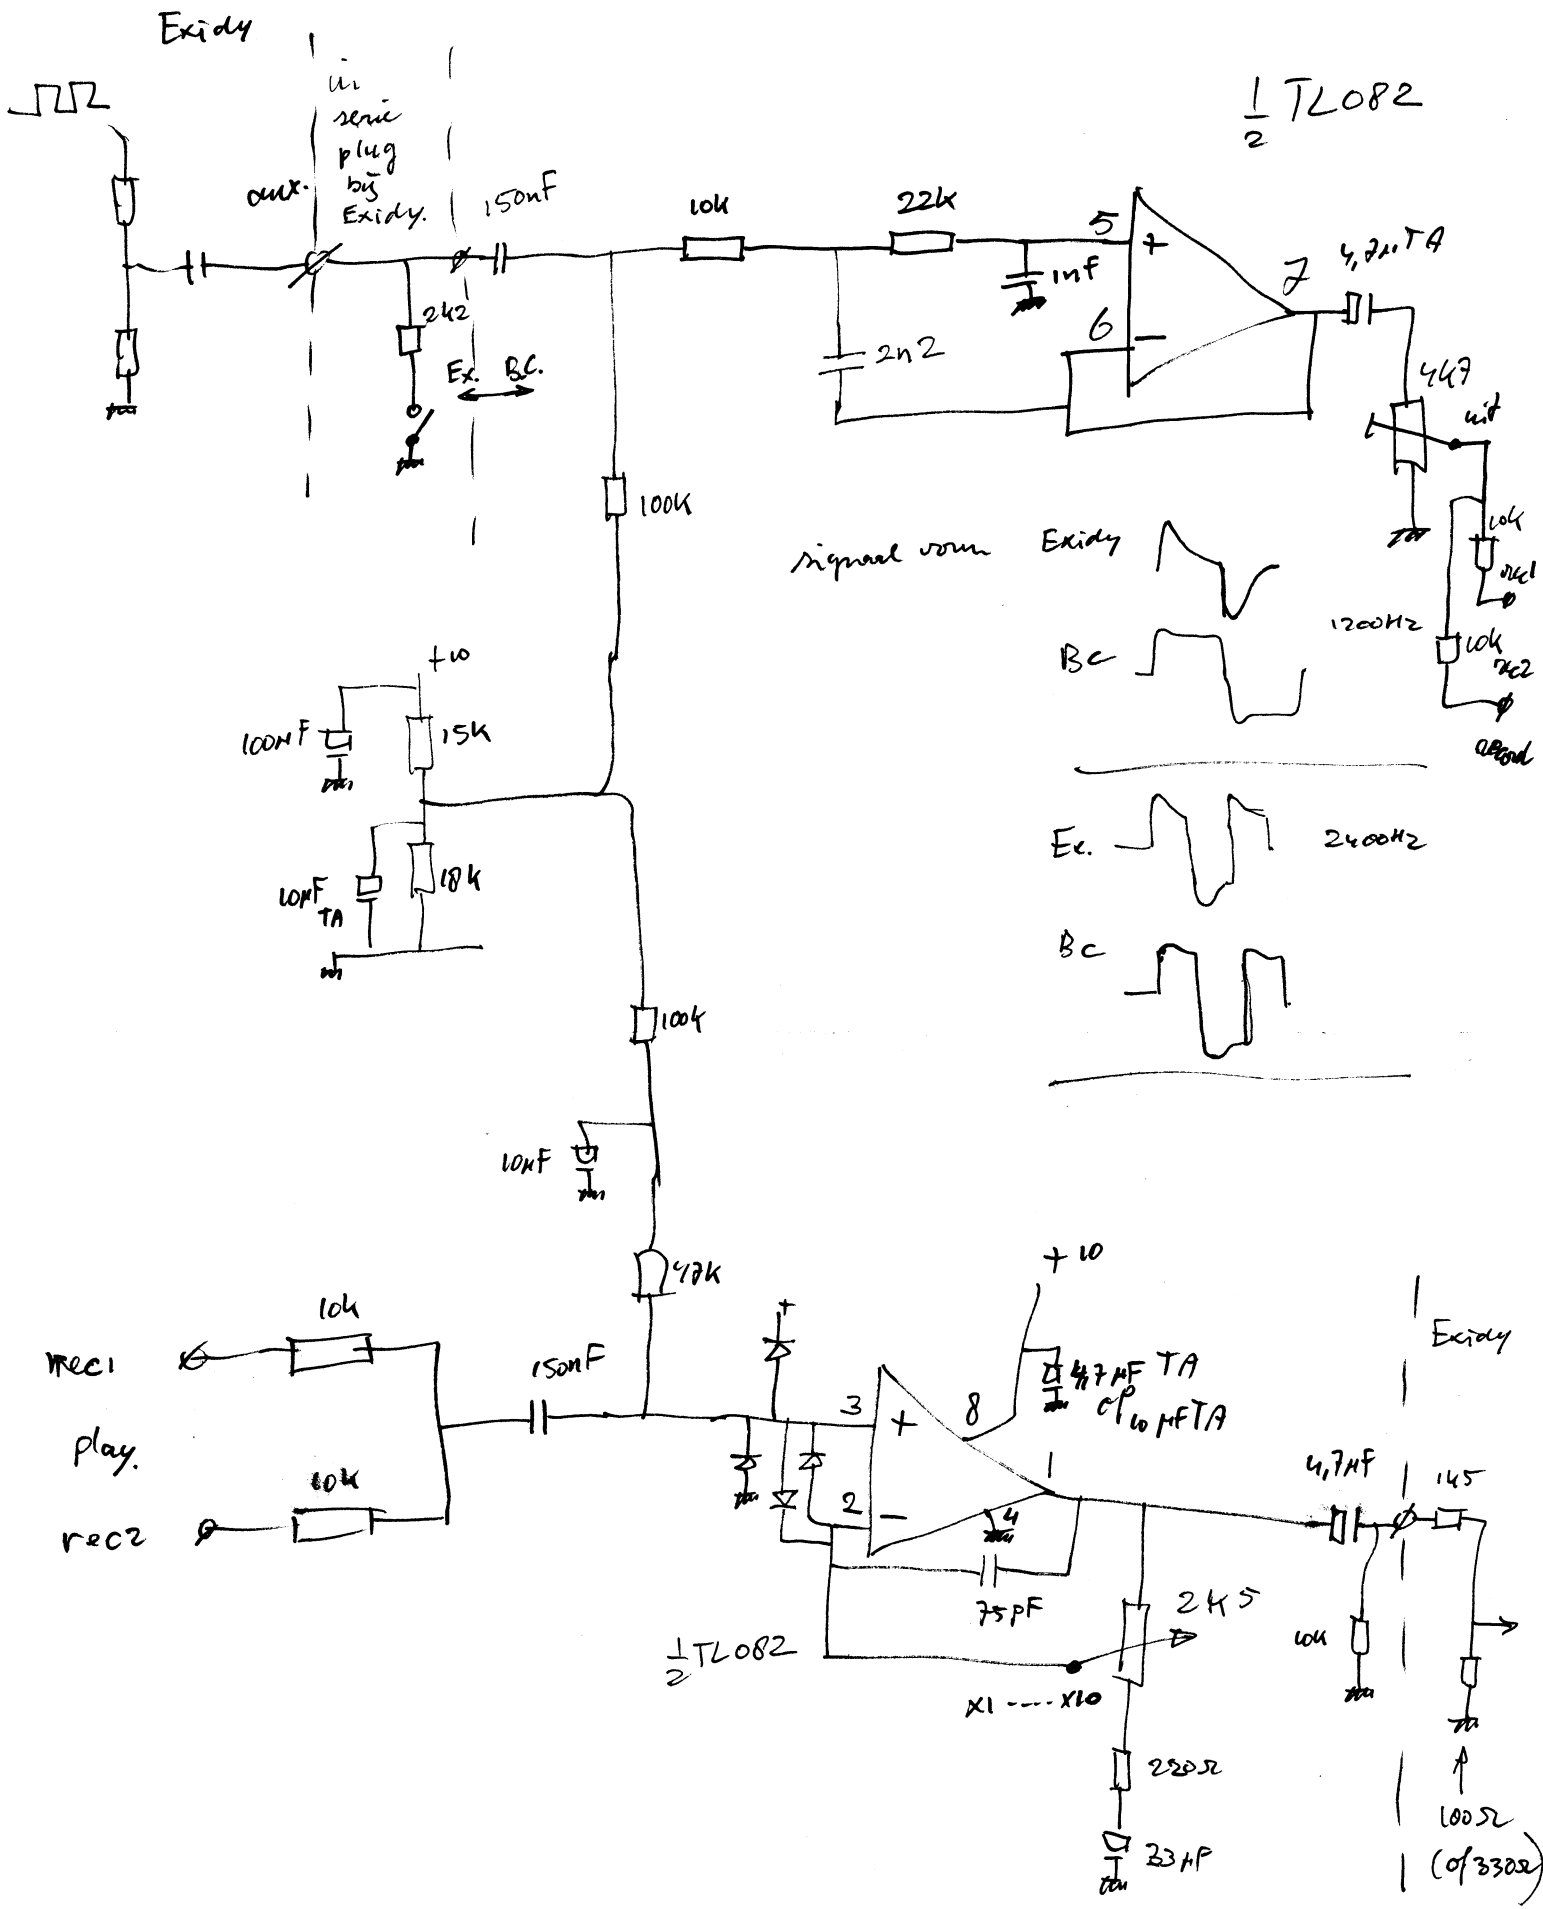 Exidy
in
serie
plug
bij
Exidy.
aux.
150nF
2k2
Ex.
B.C.
10k
22k
1nF
2n2
5
6
7
+
−
1/2 TL082
4,7µ TA
4k7
uit
10k
rec1
10k
rec2
record
100k
signaal vorm
Exidy
1200Hz
BC
Ex.
2400Hz
BC
+10
100µF
15k
10µF
TA
18k
100k
10µF
47k
rec1
10k
play.
150nF
rec2
10k
+
3
+
2
−
8
1
4
+10
4,7µF TA
of 10µF TA
75pF
1/2 TL082
2k5
x1 ---- x10
220Ω
33µF
4,7µF
10k
Exidy
1k5
100Ω
(of 330Ω)